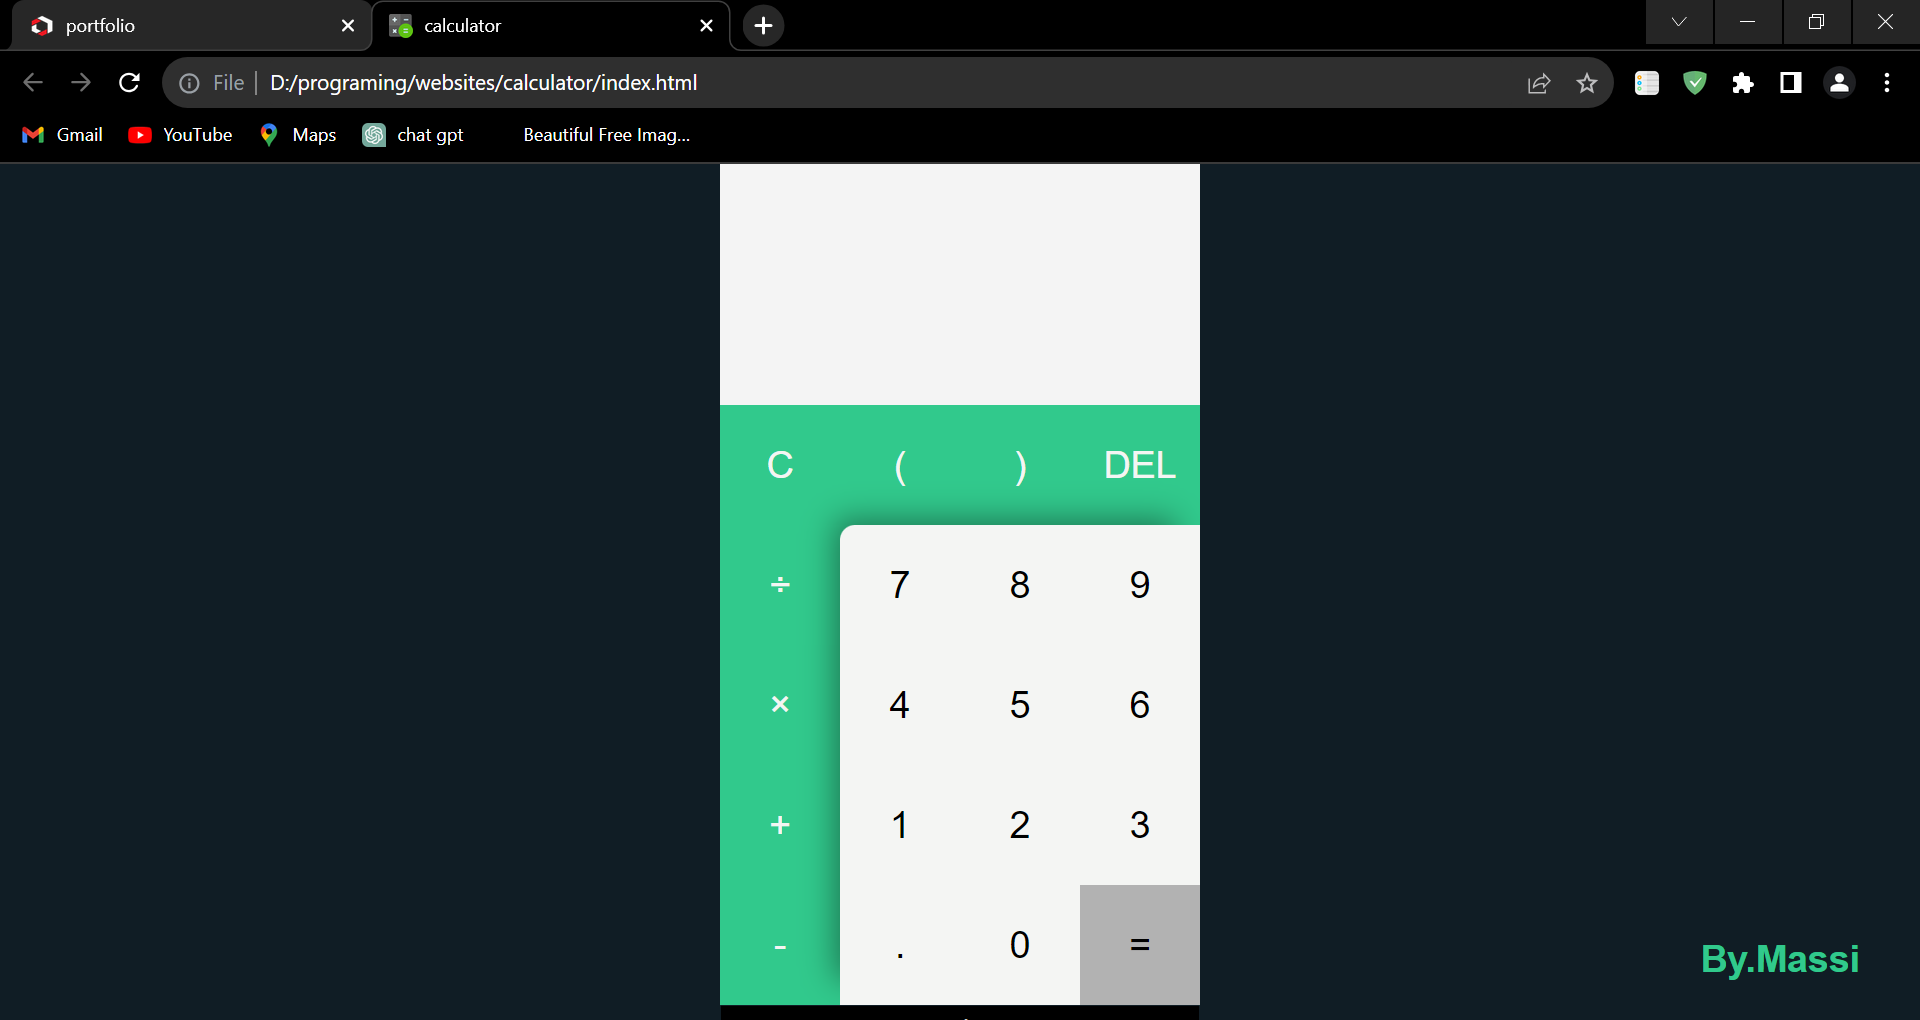 portfolio
calculator
File
D:/programing/websites/calculator/index.html
Gmail
YouTube
Maps
chat gpt
Beautiful Free Imag...
C ( ) DEL
÷ 7 8 9
× 4 5 6
+ 1 2 3
- . 0 =
By.Massi